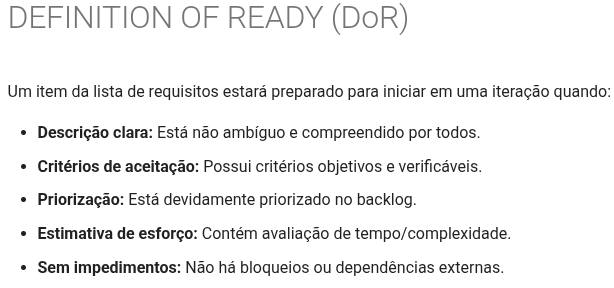 DEFINITION OF READY (DoR)
Um item da lista de requisitos estará preparado para iniciar em uma iteração quando:
• Descrição clara: Está não ambíguo e compreendido por todos.
• Critérios de aceitação: Possui critérios objetivos e verificáveis.
• Priorização: Está devidamente priorizado no backlog.
• Estimativa de esforço: Contém avaliação de tempo/complexidade.
• Sem impedimentos: Não há bloqueios ou dependências externas.